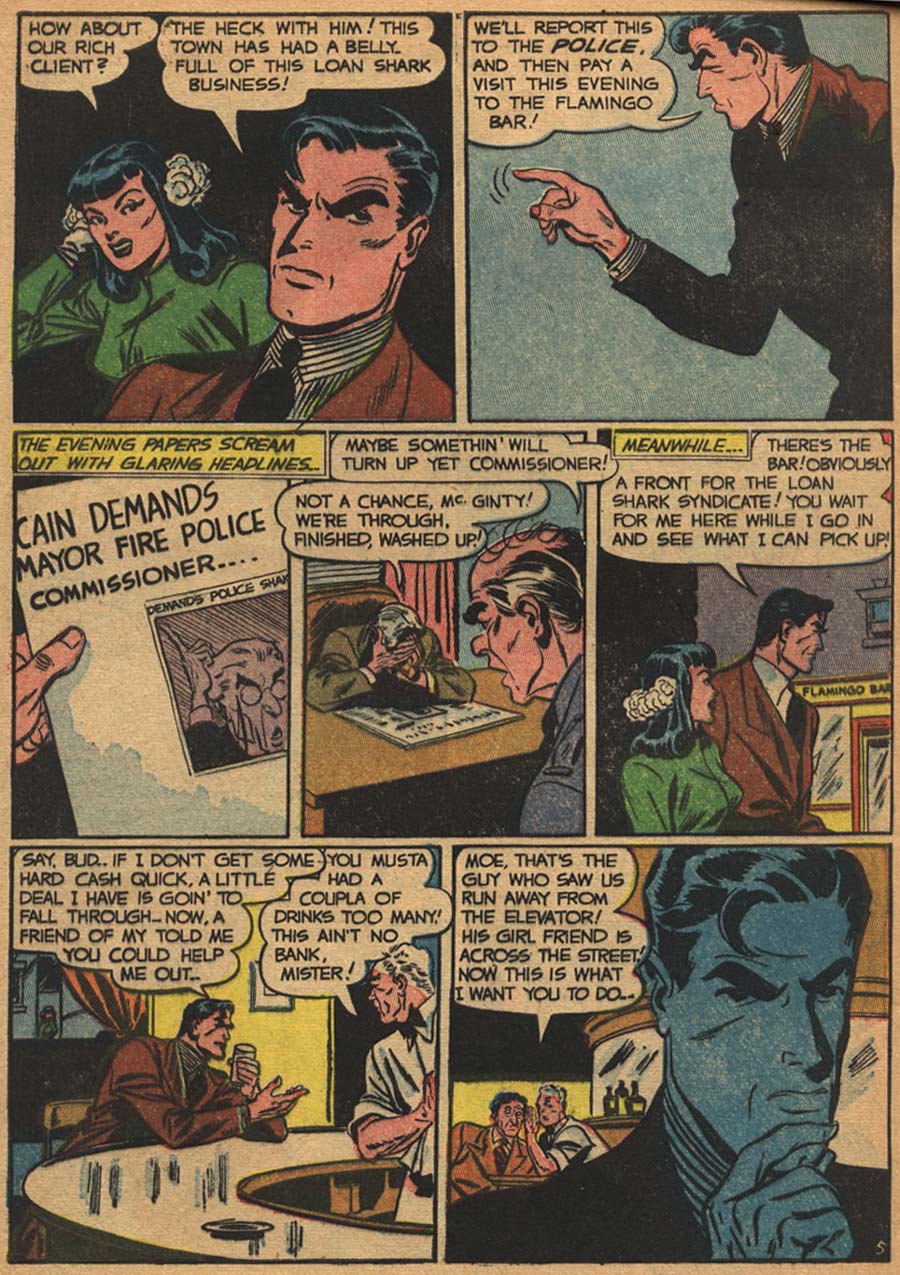 HOW ABOUT
OUR RICH
CLIENT?
THE HECK WITH HIM! THIS
TOWN HAS HAD A BELLY-
FULL OF THIS LOAN SHARK
BUSINESS!
WE'LL REPORT THIS
TO THE POLICE,
AND THEN PAY A
VISIT THIS EVENING
TO THE FLAMINGO
BAR!
THE EVENING PAPERS SCREAM
OUT WITH GLARING HEADLINES...
CAIN DEMANDS
MAYOR FIRE POLICE
COMMISSIONER....
DEMANDS POLICE SHAK
MAYBE SOMETHIN' WILL
TURN UP YET COMMISSIONER!
NOT A CHANCE, Mc. GINTY!
WE'RE THROUGH,
FINISHED, WASHED UP!
MEANWHILE...
THERE'S THE
BAR! OBVIOUSLY
A FRONT FOR THE LOAN
SHARK SYNDICATE! YOU WAIT
FOR ME HERE WHILE I GO IN
AND SEE WHAT I CAN PICK UP!
FLAMINGO BAR
SAY, BUD.. IF I DON'T GET SOME
HARD CASH QUICK, A LITTLE
DEAL I HAVE IS GOIN' TO
FALL THROUGH-- NOW, A
FRIEND OF MY TOLD ME
YOU COULD HELP
ME OUT...
YOU MUSTA
HAD A
COUPLA
DRINKS TOO MANY!
THIS AIN'T NO
BANK,
MISTER!
MOE, THAT'S THE
GUY WHO SAW US
RUN AWAY FROM
THE ELEVATOR!
HIS GIRL FRIEND IS
ACROSS THE STREET!
NOW THIS IS WHAT
I WANT YOU TO DO...
5